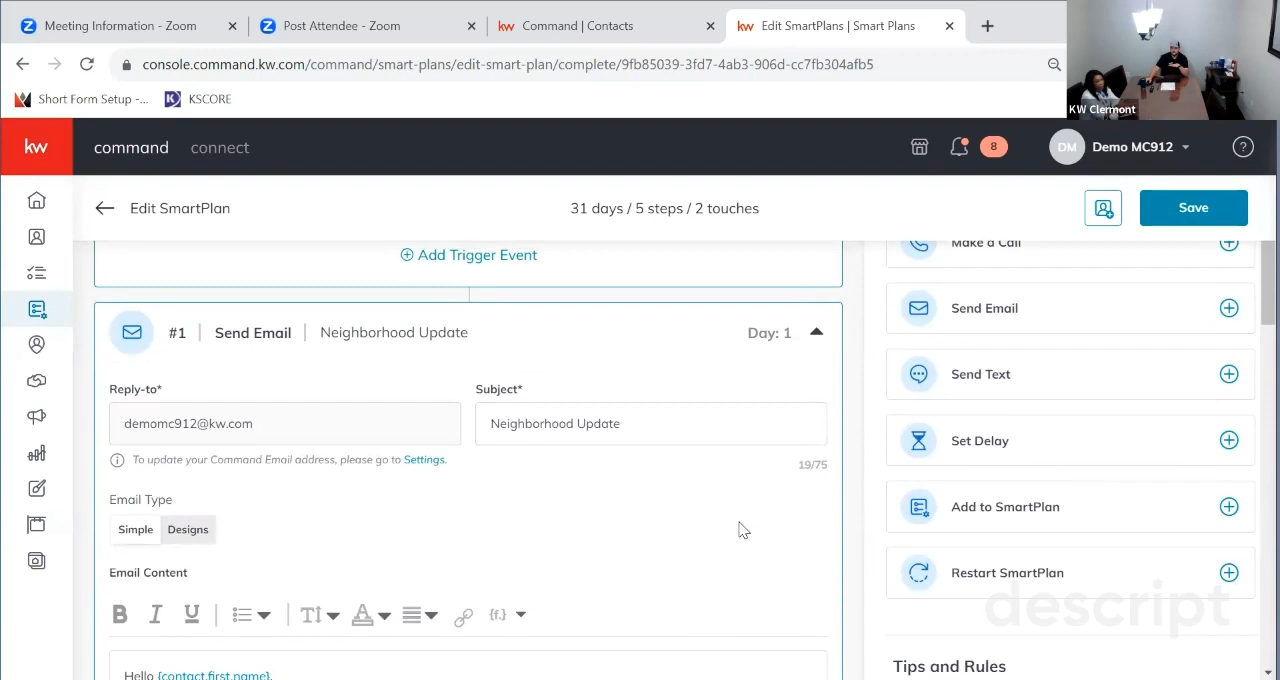 Meeting Information - Zoom
Post Attendee - Zoom
kw Command | Contacts
kw Edit SmartPlans | Smart Plans
console.command.kw.com/command/smart-plans/edit-smart-plan/complete/9fb85039-3fd7-4ab3-906d-cc7fb304afb5
Short Form Setup -...
KSCORE
KW Clermont
kw
command
connect
8
DM
Demo MC912
Edit SmartPlan
31 days / 5 steps / 2 touches
Save
Add Trigger Event
Make a Call
#1
Send Email
Neighborhood Update
Day: 1
Send Email
Reply-to*
Subject*
Send Text
demomc912@kw.com
Neighborhood Update
To update your Command Email address, please go to Settings.
19/75
Set Delay
Email Type
Simple
Designs
Add to SmartPlan
Email Content
Restart SmartPlan
B I U
{f.}
descript
Hello {contact.first.name},
Tips and Rules